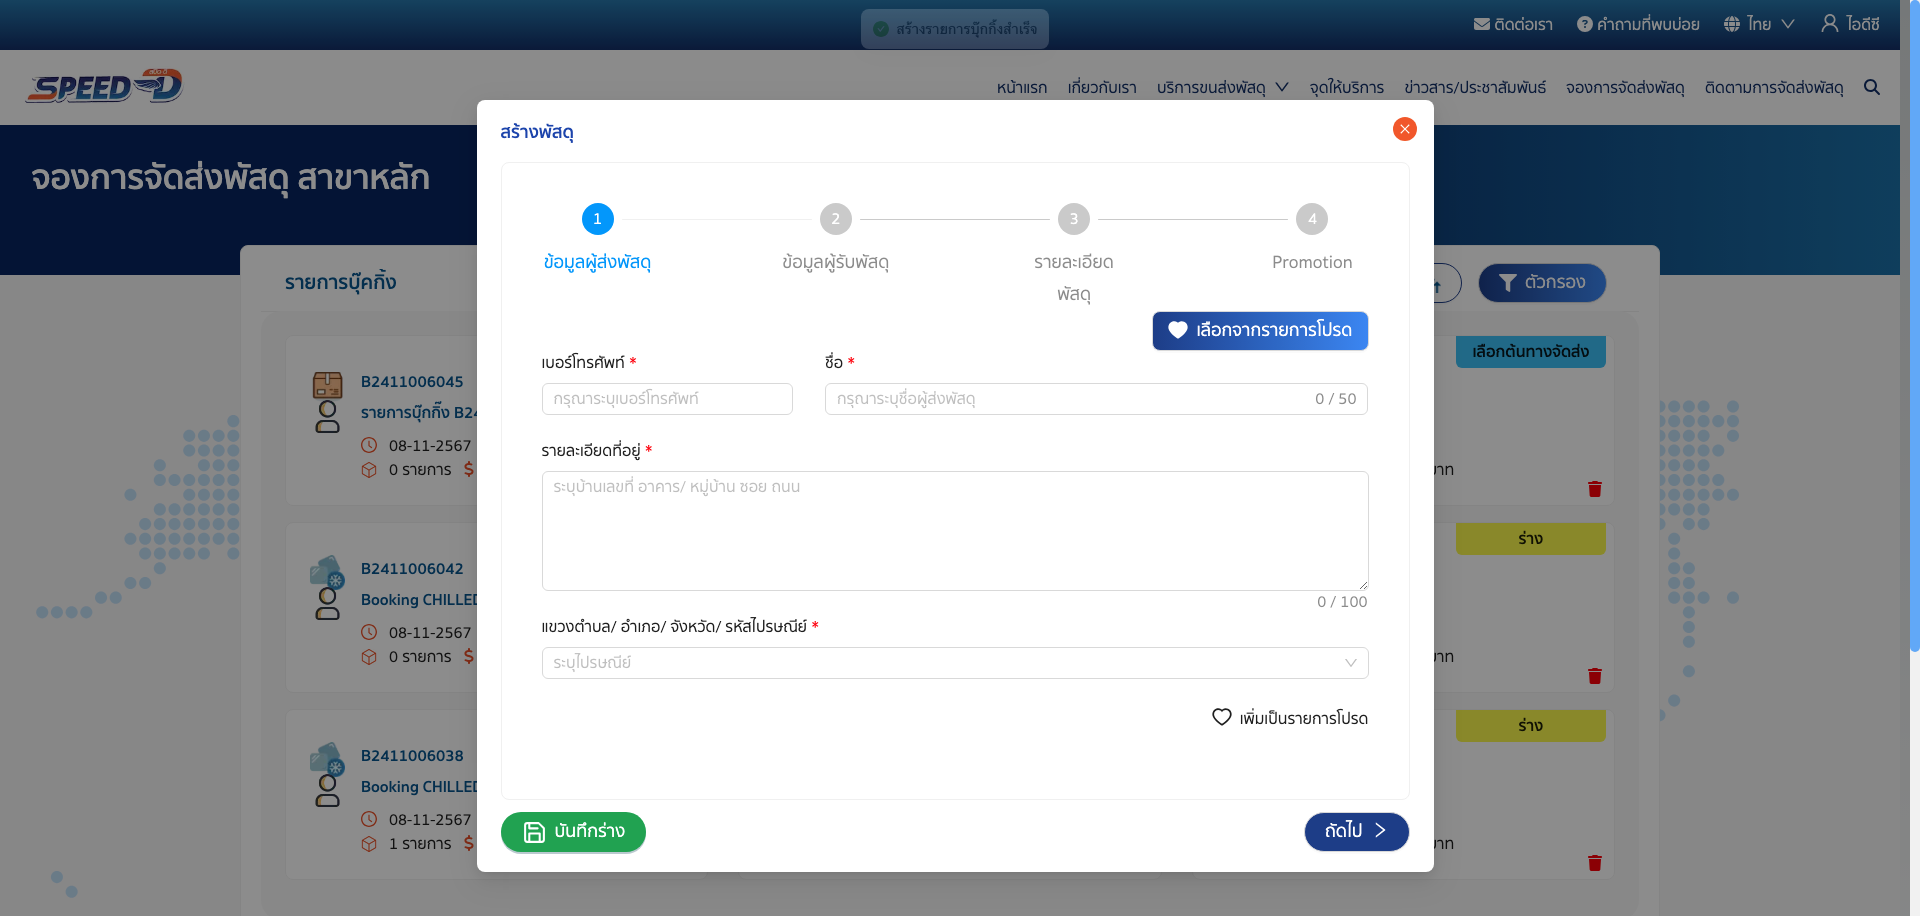 สร้างรายการบุ๊กกิ้งสำเร็จ
ติดต่อเรา
คำถามที่พบบ่อย
ไทย
ไอดีซี
SPEED-D
หน้าแรก
เกี่ยวกับเรา
บริการขนส่งพัสดุ
จุดให้บริการ
ข่าวสาร/ประชาสัมพันธ์
จองการจัดส่งพัสดุ
ติดตามการจัดส่งพัสดุ
จองการจัดส่งพัสดุ สาขาหลัก
รายการบุ๊คกิ้ง
ตัวกรอง
สร้างพัสดุ
1
2
3
4
ข้อมูลผู้ส่งพัสดุ
ข้อมูลผู้รับพัสดุ
รายละเอียด
พัสดุ
Promotion
เลือกจากรายการโปรด
เบอร์โทรศัพท์ *
ชื่อ *
กรุณาระบุเบอร์โทรศัพท์
กรุณาระบุชื่อผู้ส่งพัสดุ
0 / 50
รายละเอียดที่อยู่ *
ระบุบ้านเลขที่ อาคาร/ หมู่บ้าน ซอย ถนน
0 / 100
แขวงตำบล/ อำเภอ/ จังหวัด/ รหัสไปรษณีย์ *
ระบุไปรษณีย์
เพิ่มเป็นรายการโปรด
บันทึกร่าง
ถัดไป
B2411006045
รายการบุ๊กกิ้ง B24
08-11-2567
0 รายการ
เลือกต้นทางจัดส่ง
บาท
B2411006042
Booking CHILLED
08-11-2567
0 รายการ
ร่าง
บาท
B2411006038
Booking CHILLED
08-11-2567
1 รายการ
ร่าง
บาท